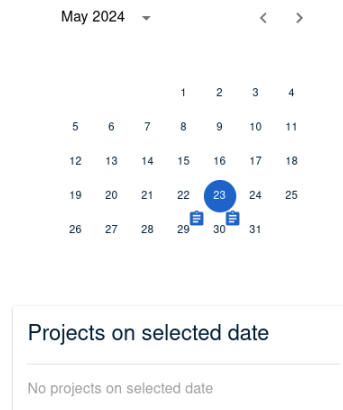 May 2024
1 2 3 4
5 6 7 8 9 10 11
12 13 14 15 16 17 18
19 20 21 22 23 24 25
26 27 28 29 30 31
Projects on selected date
No projects on selected date